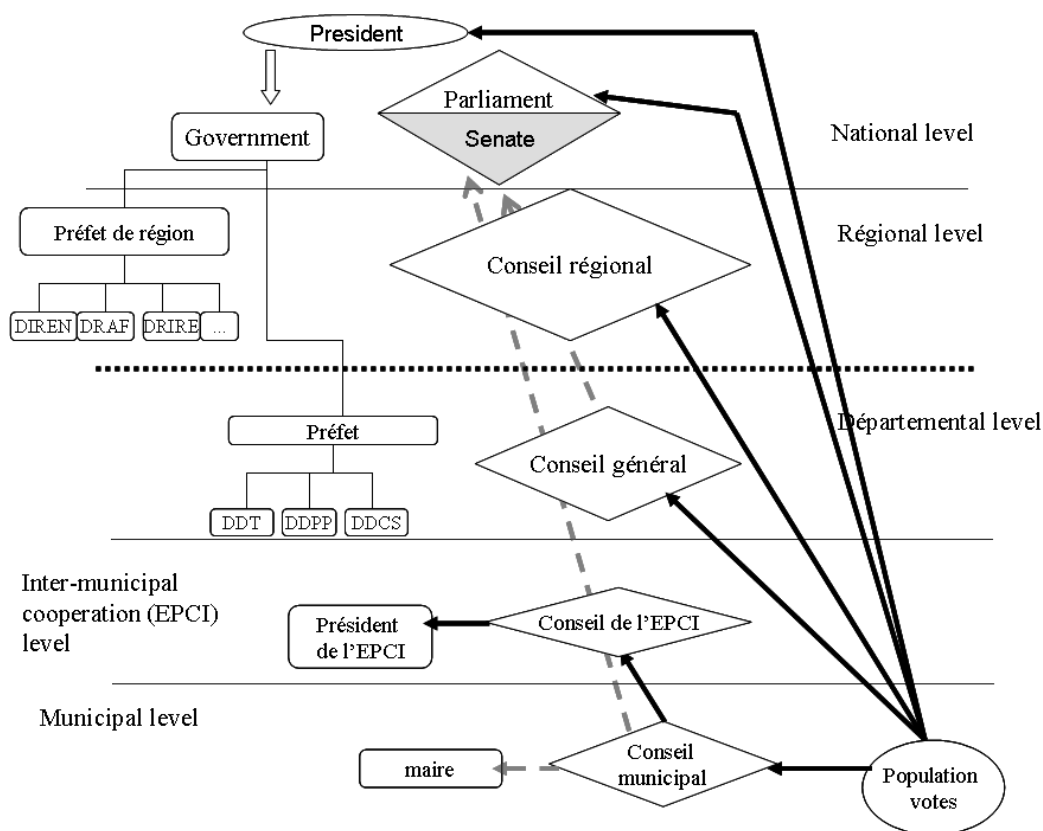 President
Parliament
Senate
Government
National level
Préfet de région
Conseil régional
Régional level
DIREN
DRAF
DRIRE
...
Préfet
Départemental level
Conseil général
DDT
DDPP
DDCS
Inter-municipal
cooperation (EPCI)
level
Président
de l'EPCI
Conseil de l'EPCI
Municipal level
maire
Conseil
municipal
Population
votes